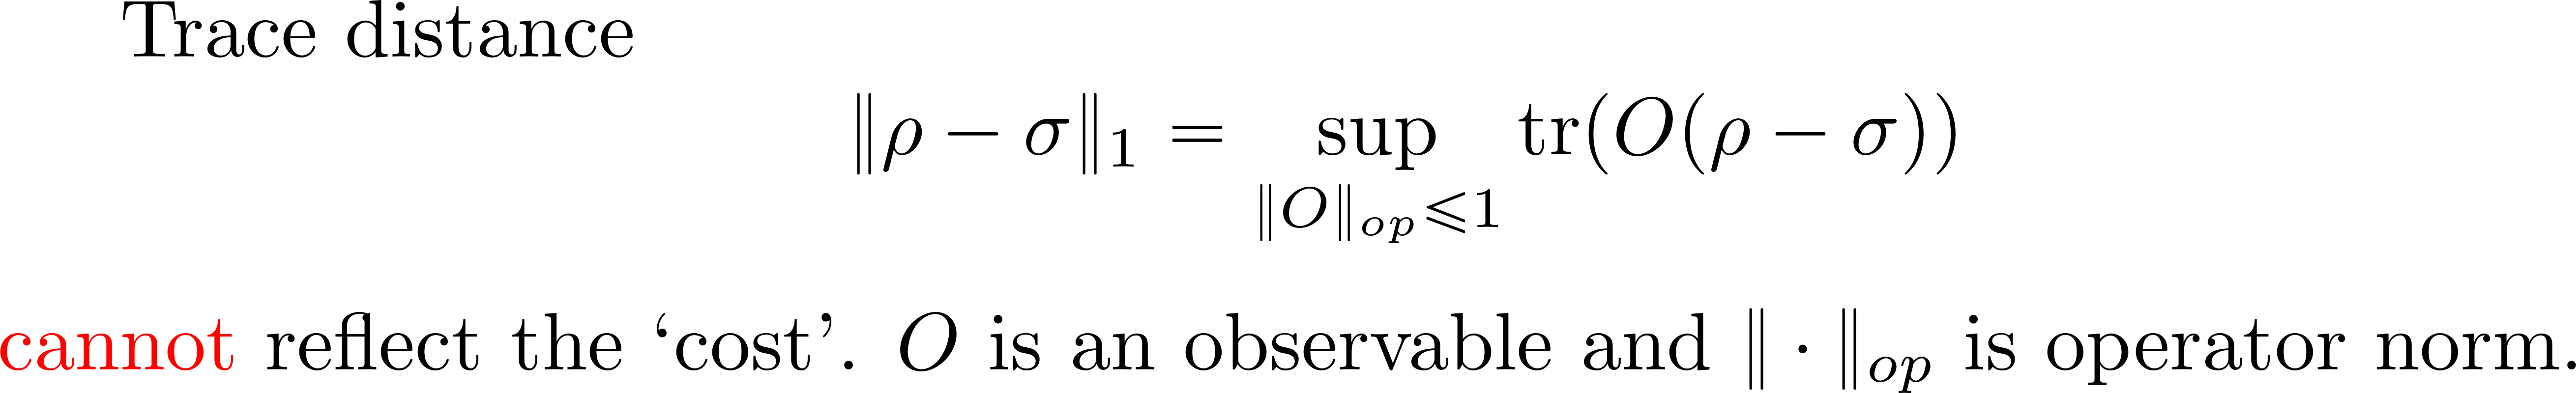 Trace distance
‖ρ − σ‖₁ = sup_{‖O‖_{op}⩽1} tr(O(ρ − σ))
cannot reflect the ‘cost’. O is an observable and ‖ · ‖_{op} is operator norm.